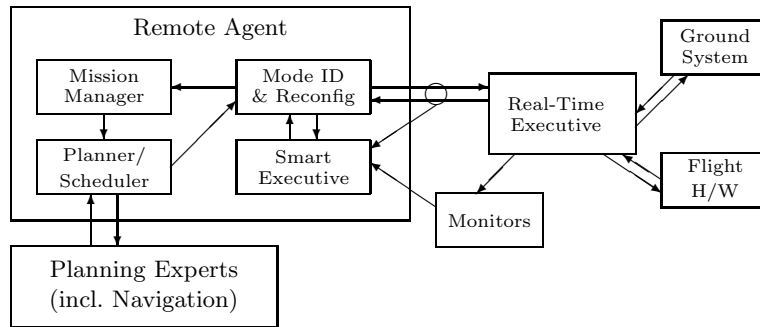 Remote Agent
Mission
Manager
Mode ID
& Reconfig
Planner/
Scheduler
Smart
Executive
Real-Time
Executive
Ground
System
Flight
H/W
Monitors
Planning Experts
(incl. Navigation)